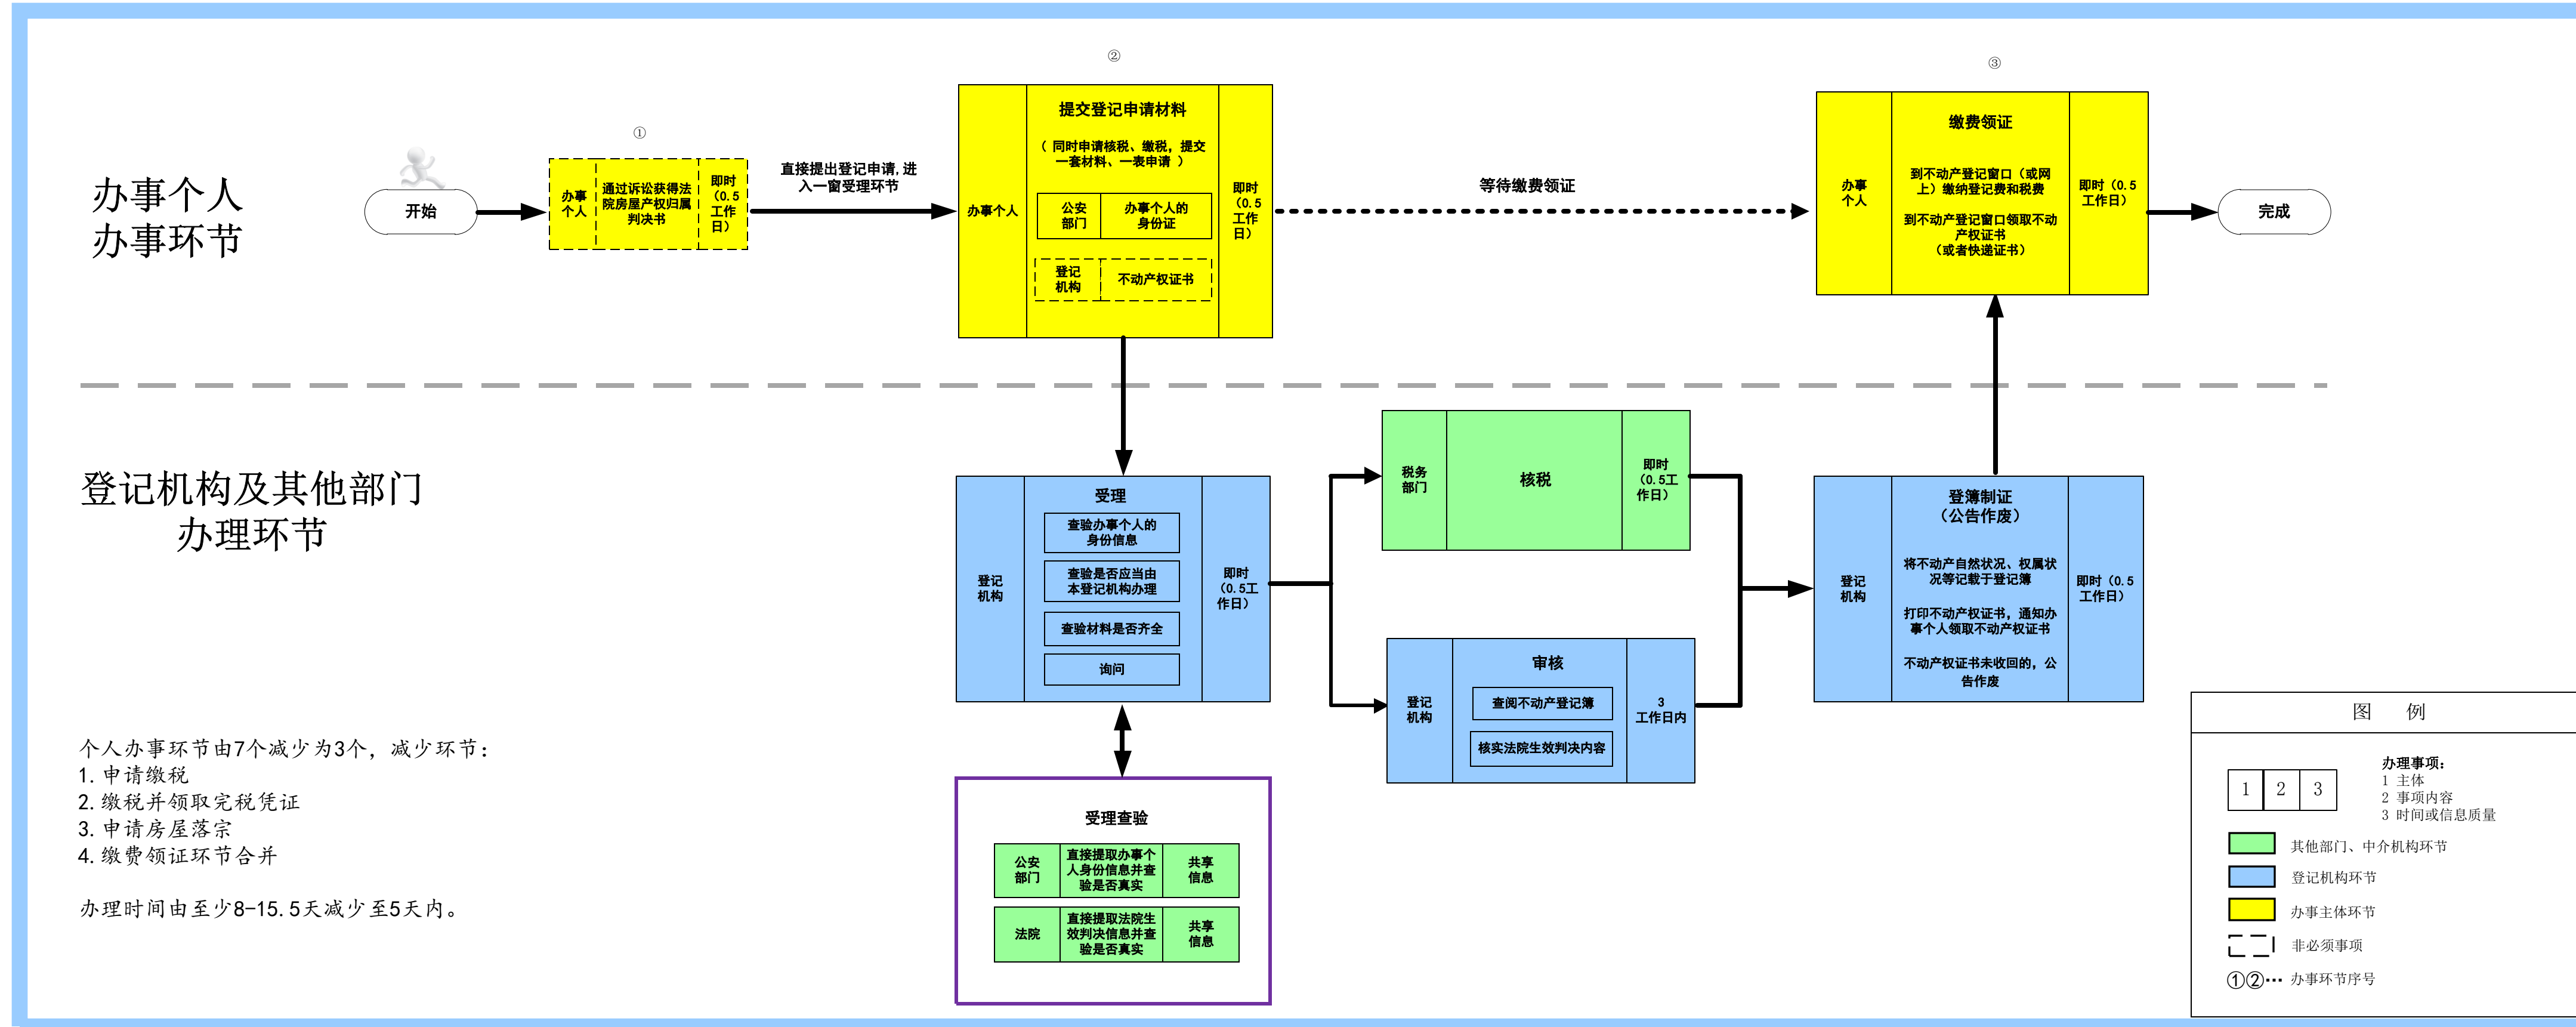 办事个人
办事环节
开始
①
办事
个人
通过诉讼获得法
院房屋产权归属
判决书
即时
（0.5
工作
日）
直接提出登记申请,进
入一窗受理环节
②
办事个人
提交登记申请材料
（ 同时申请核税、缴税，提交
一套材料、一表申请 ）
公安
部门
办事个人的
身份证
登记
机构
不动产权证书
即时
（0.5
工作
日）
等待缴费领证
③
办事
个人
缴费领证
到不动产登记窗口（或网
上）缴纳登记费和税费
到不动产登记窗口领取不动
产权证书
（或者快递证书）
即时（0.5
工作日）
完成
登记机构及其他部门
办理环节
登记
机构
受理
查验办事个人的
身份信息
查验是否应当由
本登记机构办理
查验材料是否齐全
询问
即时
（0.5工
作日）
税务
部门
核税
即时
（0.5工
作日）
登记
机构
审核
查阅不动产登记簿
核实法院生效判决内容
3
工作日内
登记
机构
登簿制证
（公告作废）
将不动产自然状况、权属状
况等记载于登记簿
打印不动产权证书，通知办
事个人领取不动产权证书
不动产权证书未收回的，公
告作废
即时（0.5
工作日）
受理查验
公安
部门
直接提取办事个
人身份信息并查
验是否真实
共享
信息
法院
直接提取法院生
效判决信息并查
验是否真实
共享
信息
个人办事环节由7个减少为3个，减少环节：
1.申请缴税
2.缴税并领取完税凭证
3.申请房屋落宗
4.缴费领证环节合并
办理时间由至少8-15.5天减少至5天内。
图 例
1 2 3
办理事项：
1 主体
2 事项内容
3 时间或信息质量
其他部门、中介机构环节
登记机构环节
办事主体环节
非必须事项
①②… 办事环节序号